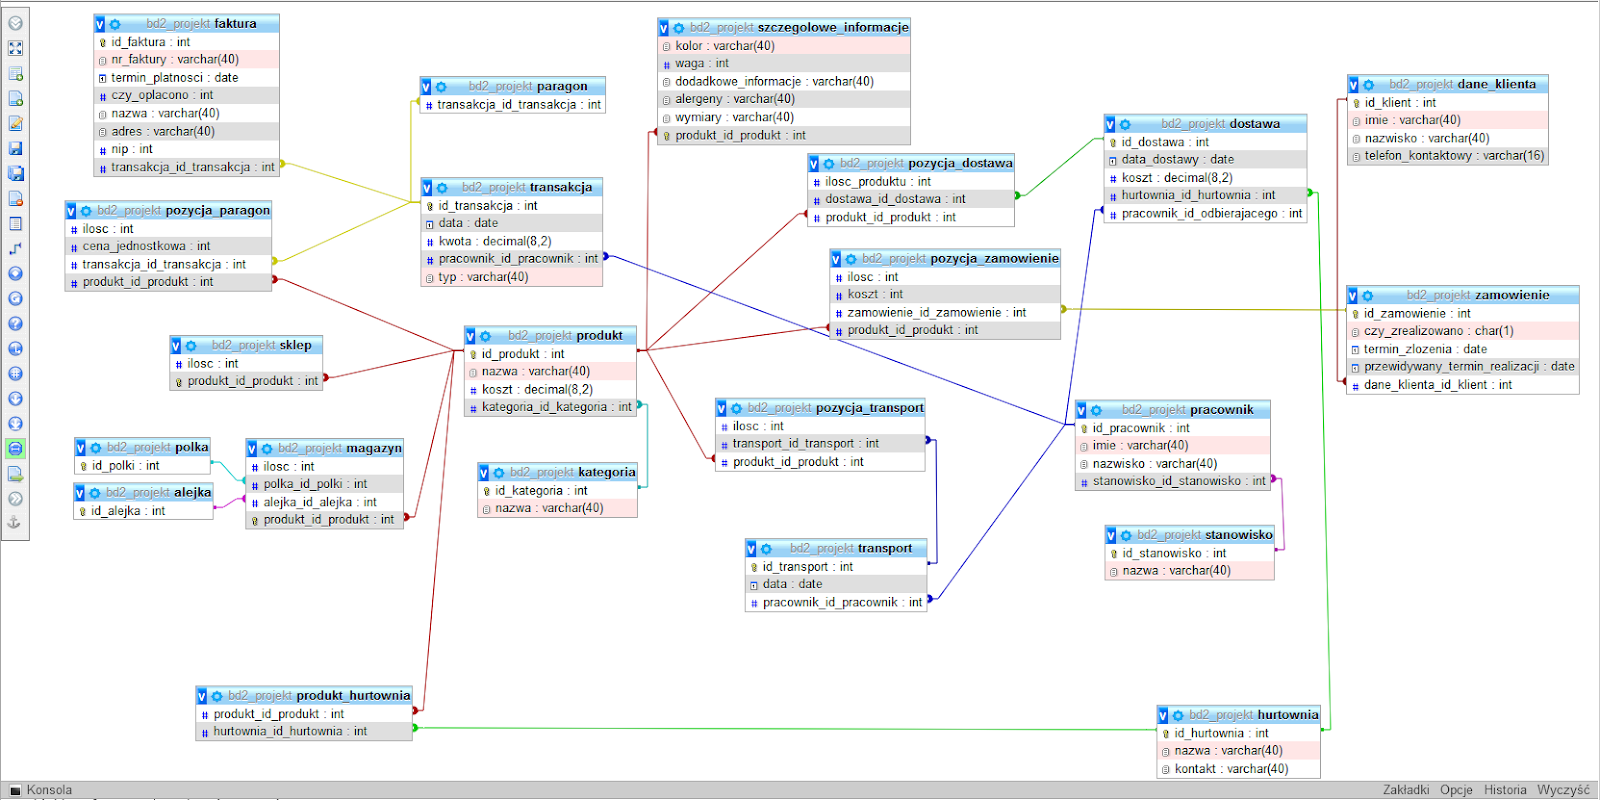 bd2_projekt faktura
id_faktura : int
nr_faktury : varchar(40)
termin_platnosci : date
czy_oplacono : int
nazwa : varchar(40)
adres : varchar(40)
nip : int
transakcja_id_transakcja : int
bd2_projekt paragon
transakcja_id_transakcja : int
bd2_projekt szczegolowe_informacje
kolor : varchar(40)
waga : int
dodadkowe_informacje : varchar(40)
alergeny : varchar(40)
wymiary : varchar(40)
produkt_id_produkt : int
bd2_projekt dane_klienta
id_klient : int
imie : varchar(40)
nazwisko : varchar(40)
telefon_kontaktowy : varchar(16)
bd2_projekt dostawa
id_dostawa : int
data_dostawy : date
koszt : decimal(8,2)
hurtownia_id_hurtownia : int
pracownik_id_odbierajacego : int
bd2_projekt pozycja_dostawa
ilosc_produktu : int
dostawa_id_dostawa : int
produkt_id_produkt : int
bd2_projekt transakcja
id_transakcja : int
data : date
kwota : decimal(8,2)
pracownik_id_pracownik : int
typ : varchar(40)
bd2_projekt pozycja_paragon
ilosc : int
cena_jednostkowa : int
transakcja_id_transakcja : int
produkt_id_produkt : int
bd2_projekt pozycja_zamowienie
ilosc : int
koszt : int
zamowienie_id_zamowienie : int
produkt_id_produkt : int
bd2_projekt zamowienie
id_zamowienie : int
czy_zrealizowano : char(1)
termin_zlozenia : date
przewidywany_termin_realizacji : date
dane_klienta_id_klient : int
bd2_projekt sklep
ilosc : int
produkt_id_produkt : int
bd2_projekt produkt
id_produkt : int
nazwa : varchar(40)
koszt : decimal(8,2)
kategoria_id_kategoria : int
bd2_projekt pozycja_transport
ilosc : int
transport_id_transport : int
produkt_id_produkt : int
bd2_projekt pracownik
id_pracownik : int
imie : varchar(40)
nazwisko : varchar(40)
stanowisko_id_stanowisko : int
bd2_projekt polka
id_polki : int
bd2_projekt alejka
id_alejka : int
bd2_projekt magazyn
ilosc : int
polka_id_polki : int
alejka_id_alejka : int
produkt_id_produkt : int
bd2_projekt kategoria
id_kategoria : int
nazwa : varchar(40)
bd2_projekt transport
id_transport : int
data : date
pracownik_id_pracownik : int
bd2_projekt stanowisko
id_stanowisko : int
nazwa : varchar(40)
bd2_projekt produkt_hurtownia
produkt_id_produkt : int
hurtownia_id_hurtownia : int
bd2_projekt hurtownia
id_hurtownia : int
nazwa : varchar(40)
kontakt : varchar(40)
Konsola
Zakładki Opcje Historia Wyczyść